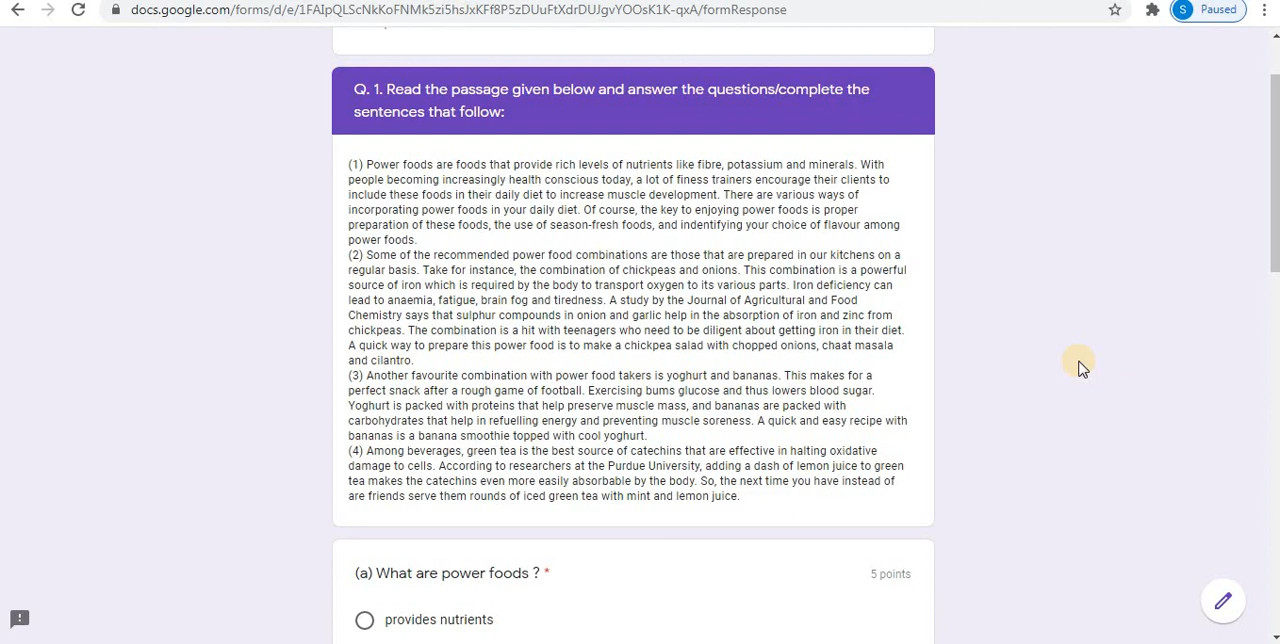 docs.google.com/forms/d/e/1FAIpQLScNkKoFNMk5zi5hsJxKFf8P5zDUuFtXdrDUJgvYOOsK1K-qxA/formResponse
S Paused
Q. 1. Read the passage given below and answer the questions/complete the
sentences that follow:
(1) Power foods are foods that provide rich levels of nutrients like fibre, potassium and minerals. With
people becoming increasingly health conscious today, a lot of finess trainers encourage their clients to
include these foods in their daily diet to increase muscle development. There are various ways of
incorporating power foods in your daily diet. Of course, the key to enjoying power foods is proper
preparation of these foods, the use of season-fresh foods, and indentifying your choice of flavour among
power foods.
(2) Some of the recommended power food combinations are those that are prepared in our kitchens on a
regular basis. Take for instance, the combination of chickpeas and onions. This combination is a powerful
source of iron which is required by the body to transport oxygen to its various parts. Iron deficiency can
lead to anaemia, fatigue, brain fog and tiredness. A study by the Journal of Agricultural and Food
Chemistry says that sulphur compounds in onion and garlic help in the absorption of iron and zinc from
chickpeas. The combination is a hit with teenagers who need to be diligent about getting iron in their diet.
A quick way to prepare this power food is to make a chickpea salad with chopped onions, chaat masala
and cilantro.
(3) Another favourite combination with power food takers is yoghurt and bananas. This makes for a
perfect snack after a rough game of football. Exercising bums glucose and thus lowers blood sugar.
Yoghurt is packed with proteins that help preserve muscle mass, and bananas are packed with
carbohydrates that help in refuelling energy and preventing muscle soreness. A quick and easy recipe with
bananas is a banana smoothie topped with cool yoghurt.
(4) Among beverages, green tea is the best source of catechins that are effective in halting oxidative
damage to cells. According to researchers at the Purdue University, adding a dash of lemon juice to green
tea makes the catechins even more easily absorbable by the body. So, the next time you have instead of
are friends serve them rounds of iced green tea with mint and lemon juice.
(a) What are power foods ? *
5 points
provides nutrients